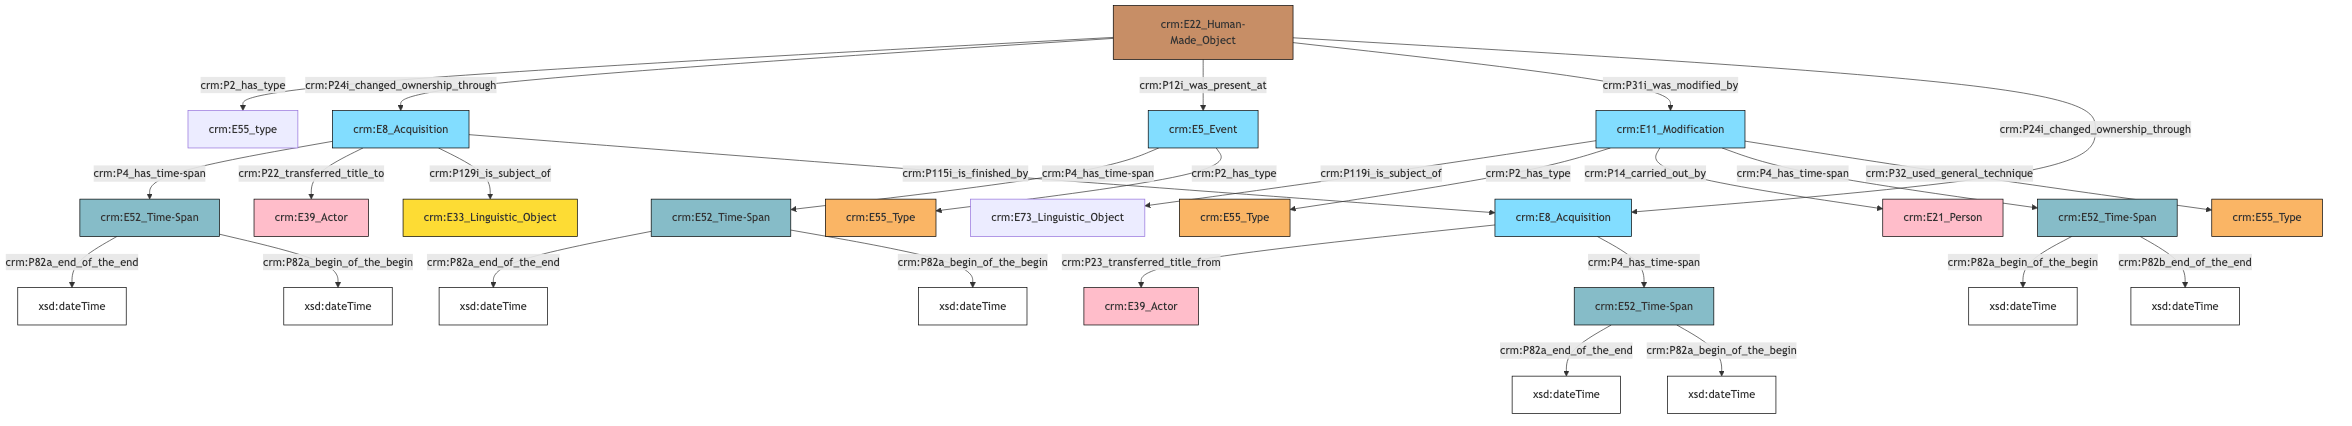 crm:E22_Human-
Made_Object
crm:P2_has_type
crm:P24i_changed_ownership_through
crm:P12i_was_present_at
crm:P31i_was_modified_by
crm:E55_type
crm:E8_Acquisition
crm:E5_Event
crm:E11_Modification
crm:P24i_changed_ownership_through
crm:P4_has_time-span
crm:P22_transferred_title_to
crm:P129i_is_subject_of
crm:P115i_is_finished_by
crm:P4_has_time-span
crm:P2_has_type
crm:P119i_is_subject_of
crm:P2_has_type
crm:P14_carried_out_by
crm:P4_has_time-span
crm:P32_used_general_technique
crm:E52_Time-Span
crm:E39_Actor
crm:E33_Linguistic_Object
crm:E52_Time-Span
crm:E55_Type
crm:E73_Linguistic_Object
crm:E55_Type
crm:E8_Acquisition
crm:E21_Person
crm:E52_Time-Span
crm:E55_Type
crm:P82a_end_of_the_end
crm:P82a_begin_of_the_begin
crm:P82a_end_of_the_end
crm:P82a_begin_of_the_begin
crm:P23_transferred_title_from
crm:P4_has_time-span
crm:P82a_begin_of_the_begin
crm:P82b_end_of_the_end
xsd:dateTime
xsd:dateTime
xsd:dateTime
xsd:dateTime
crm:E39_Actor
crm:E52_Time-Span
xsd:dateTime
xsd:dateTime
crm:P82a_end_of_the_end
crm:P82a_begin_of_the_begin
xsd:dateTime
xsd:dateTime